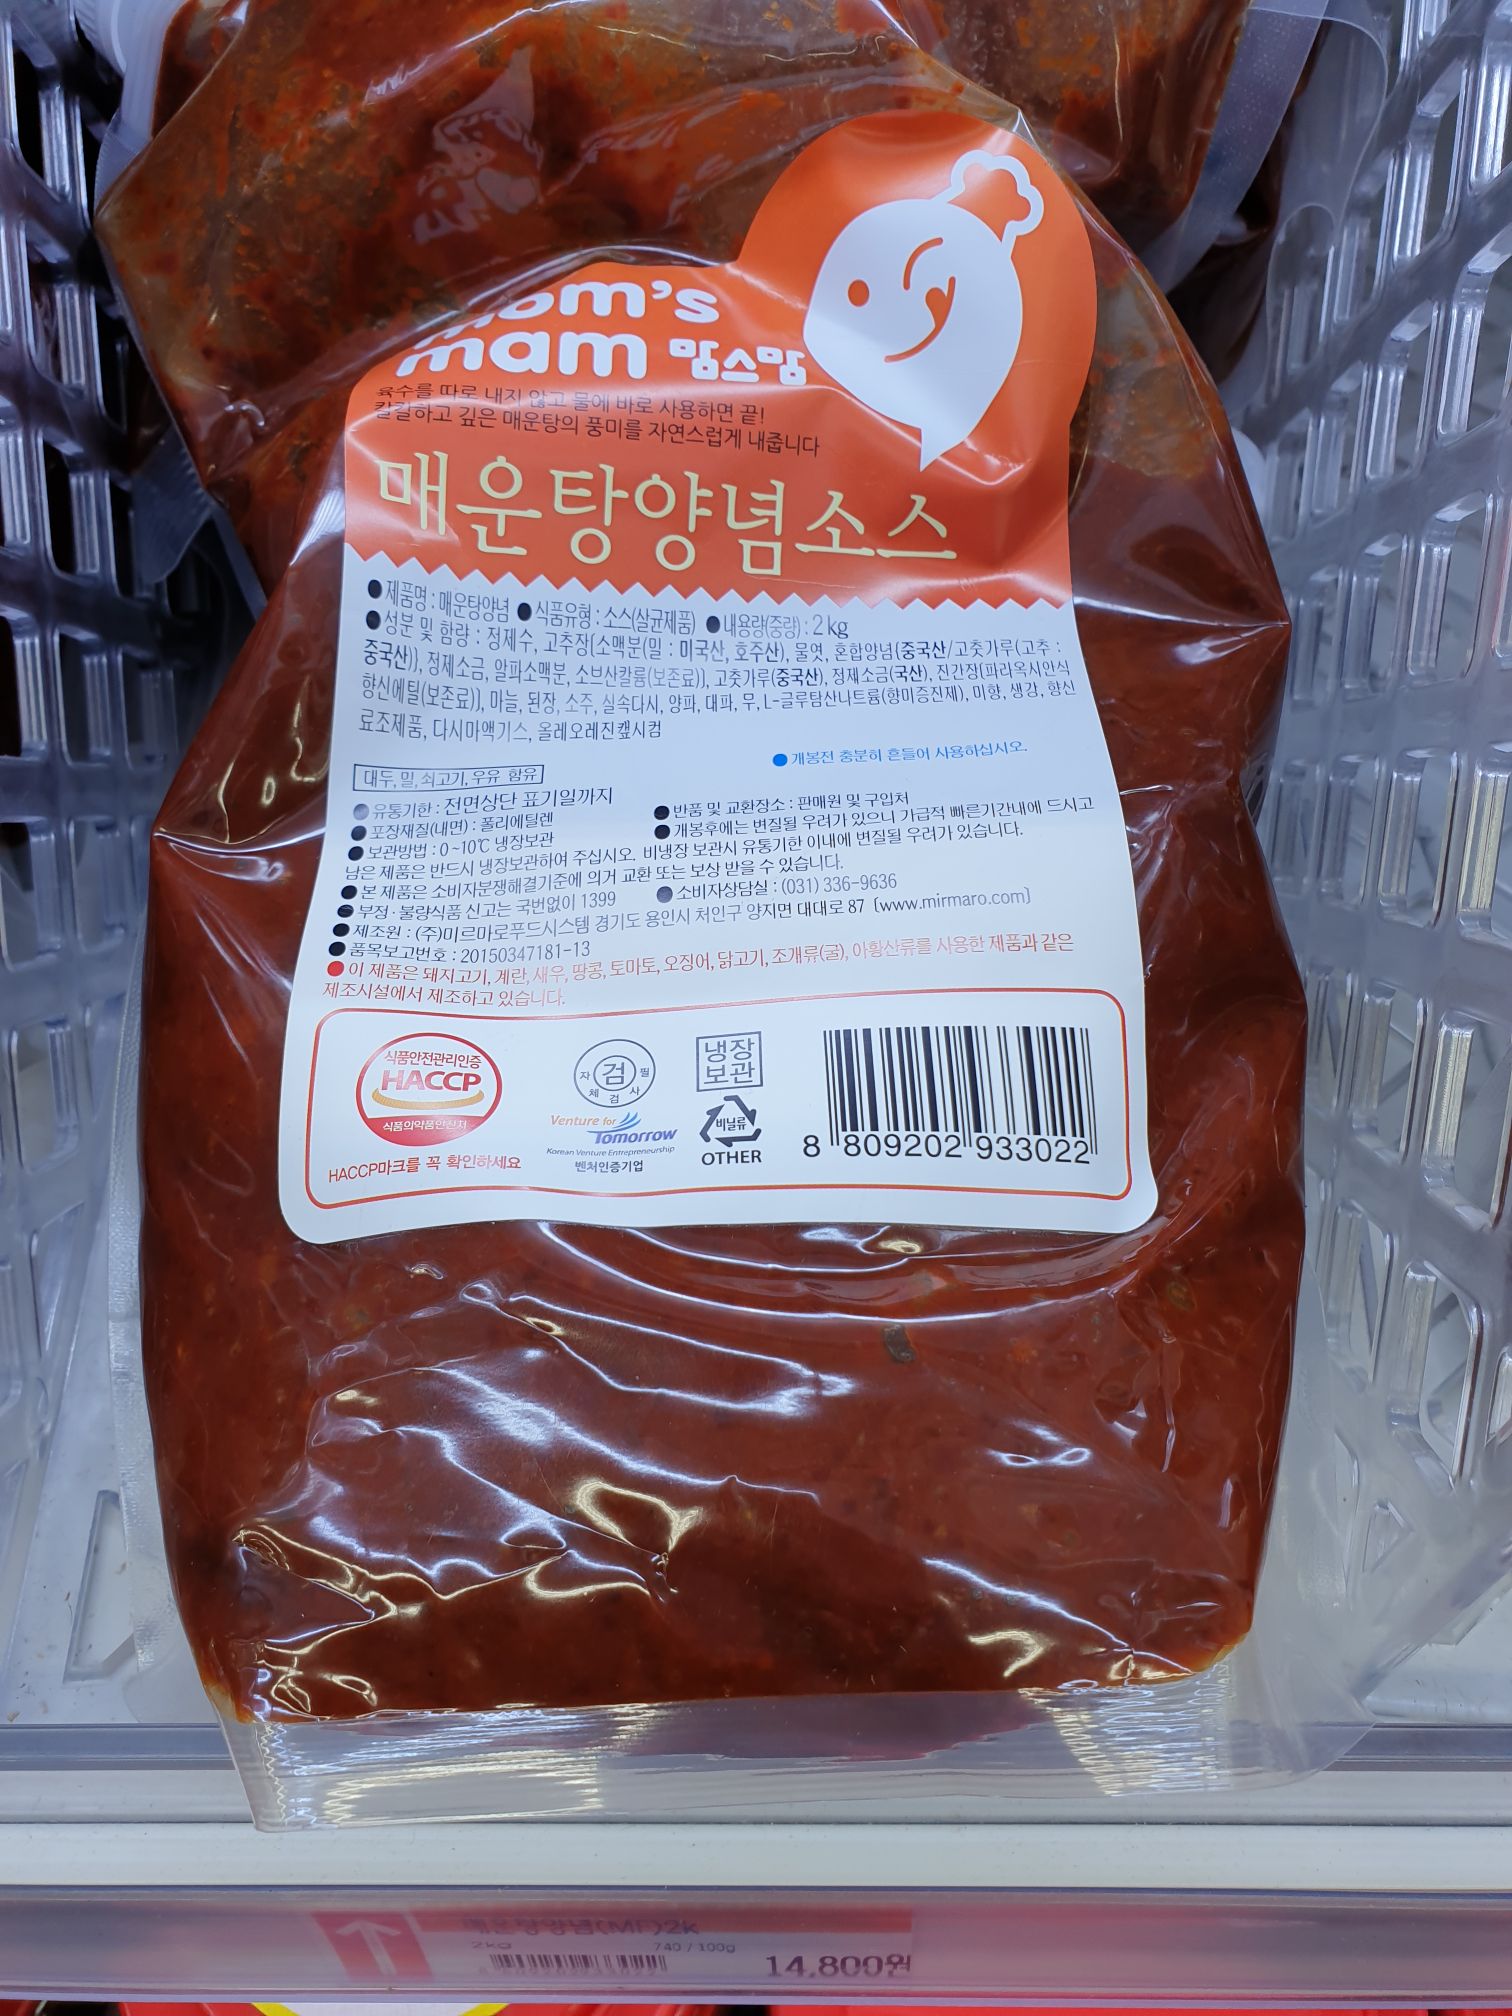 mom's
mam 맘스맘
육수를 따로 내지 않고 물에 바로 사용하면 끝!
칼칼하고 깊은 매운탕의 풍미를 자연스럽게 내줍니다
매운탕양념소스
●제품명 : 매운탕양념 ●식품유형 : 소스(살균제품) ●내용량(중량) : 2kg
●성분 및 함량 : 정제수, 고추장{소맥분(밀 : 미국산, 호주산), 물엿, 혼합양념(중국산/고춧가루(고추 :
중국산)), 정제소금, 알파소맥분, 소브산칼륨(보존료)}, 고춧가루(중국산), 정제소금(국산), 진간장{파라옥시안식
향신에틸(보존료)}, 마늘, 된장, 소주, 실속다시, 양파, 대파, 무, L-글루탐산나트륨(향미증진제), 미향, 생강, 향신
료조제품, 다시마액기스, 올레오레진캪시컴
●개봉전 충분히 흔들어 사용하십시오.
대두, 밀, 쇠고기, 우유 함유
●유통기한 : 전면상단 표기일까지
●반품 및 교환장소 : 판매원 및 구입처
●포장재질(내면) : 폴리에틸렌
●개봉후에는 변질될 우려가 있으니 가급적 빠른기간내에 드시고
●보관방법 : 0~10℃ 냉장보관
남은 제품은 반드시 냉장보관하여 주십시오. 비냉장 보관시 유통기한 이내에 변질될 우려가 있습니다.
●본 제품은 소비자분쟁해결기준에 의거 교환 또는 보상 받을 수 있습니다.
●부정·불량식품 신고는 국번없이 1399 ●소비자상담실 : (031) 336-9636
●제조원 : (주)미르마로푸드시스템 경기도 용인시 처인구 양지면 대대로 87 [www.mirmaro.com]
●품목보고번호 : 20150347181-13
●이 제품은 돼지고기, 계란, 새우, 땅콩, 토마토, 오징어, 닭고기, 조개류(굴), 아황산류를 사용한 제품과 같은
제조시설에서 제조하고 있습니다.
식품안전관리인증
HACCP
식품의약품안전처
HACCP마크를 꼭 확인하세요
자 검 필
체 검 사
Venture for
Tomorrow
Korean Venture Entrepreneurship
벤처인증기업
냉장
보관
비닐류
OTHER
8 809202 933022
매운탕양념(MF)2k
2kg 740 / 100g
14,800원